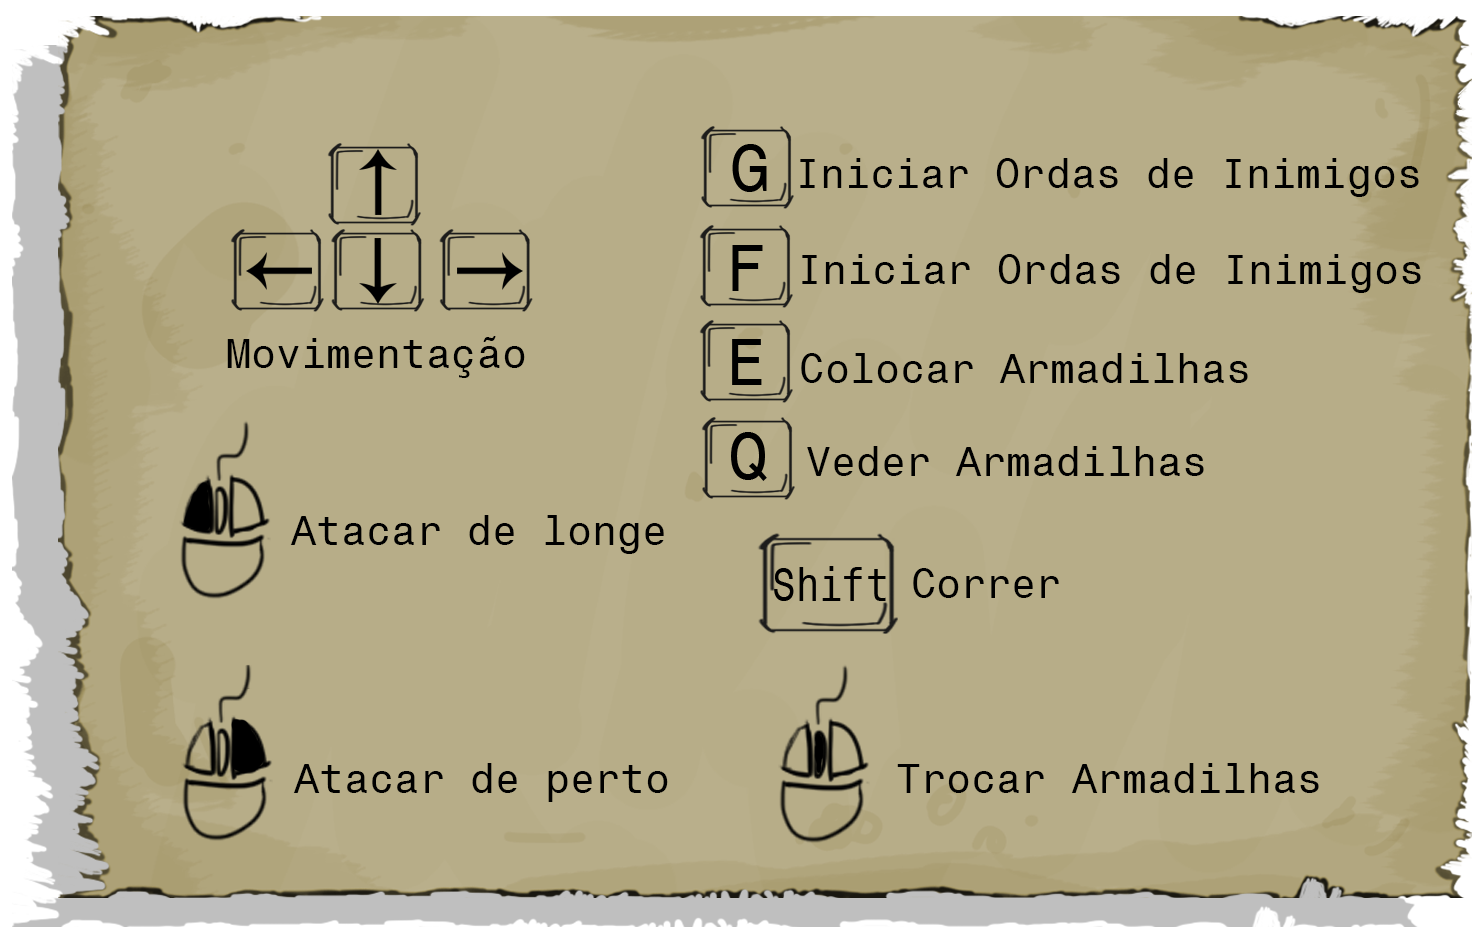 Movimentação
Atacar de longe
Atacar de perto
G Iniciar Ordas de Inimigos
F Iniciar Ordas de Inimigos
E Colocar Armadilhas
Q Veder Armadilhas
Shift Correr
Trocar Armadilhas